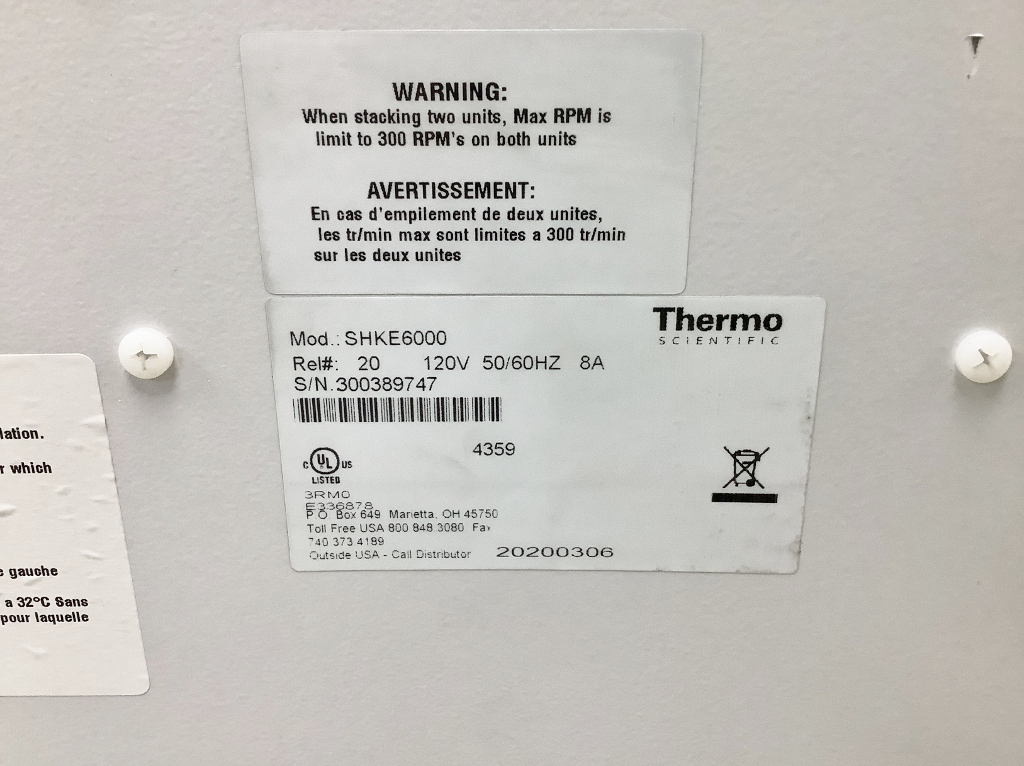 WARNING:
When stacking two units, Max RPM is
limit to 300 RPM's on both units
AVERTISSEMENT:
En cas d'empilement de deux unites,
les tr/min max sont limites a 300 tr/min
sur les deux unites
Thermo
SCIENTIFIC
Mod.: SHKE6000
Rel#: 20 120V 50/60HZ 8A
S/N.300389747
4359
C UL US
LISTED
3RMO
E336878
P.O. Box 649 Marietta, OH 45750
Toll Free USA 800 848 3080 Fax
740 373 4189
Outside USA - Call Distributor 20200306
lation.
r which
e gauche
a 32°C Sans
pour laquelle